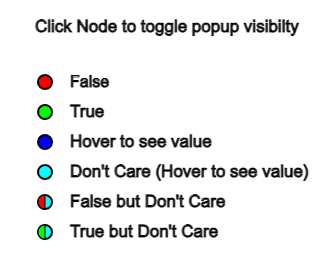 Click Node to toggle popup visibilty
False
True
Hover to see value
Don't Care (Hover to see value)
False but Don't Care
True but Don't Care